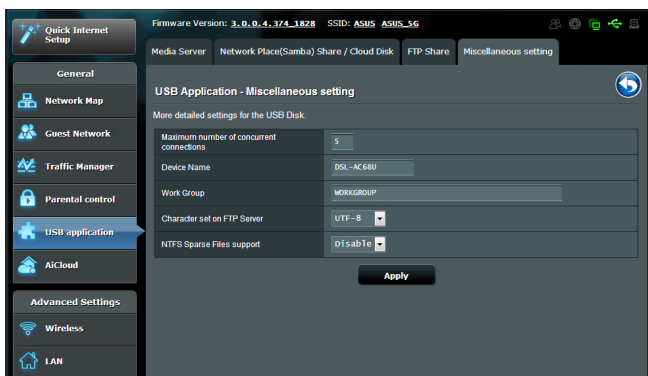 Quick Internet
Setup
Firmware Version: 3.0.0.4.374_1828 SSID: ASUS ASUS_5G
Media Server
Network Place(Samba) Share / Cloud Disk
FTP Share
Miscellaneous setting
General
Network Map
Guest Network
Traffic Manager
Parental control
USB application
AiCloud
Advanced Settings
Wireless
LAN
USB Application - Miscellaneous setting
More detailed settings for the USB Disk.
Maximum number of concurrent
connections
5
Device Name
DSL-AC68U
Work Group
WORKGROUP
Character set on FTP Server
UTF-8
NTFS Sparse Files support
Disable
Apply